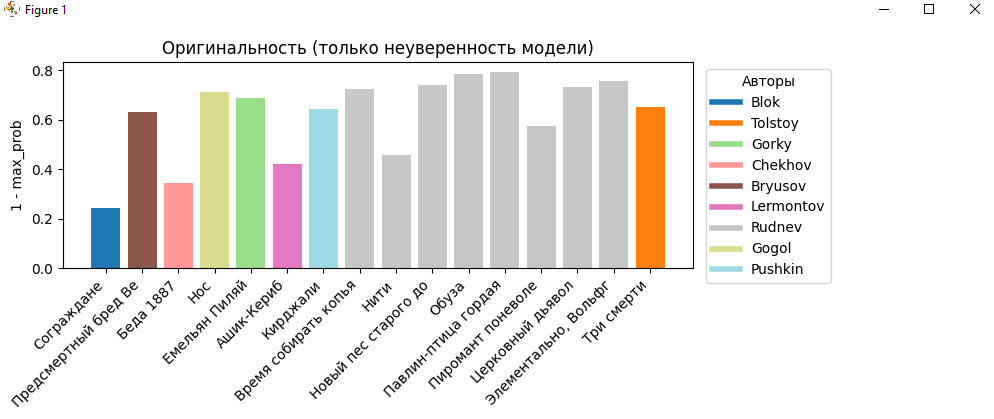 Figure 1
Оригинальность (только неуверенность модели)
1 - max_prob
0.8
0.6
0.4
0.2
0.0
Сограждане
Предсмертный бред Ве
Беда 1887
Нос
Емельян Пиляй
Ашик-Кериб
Кирджали
Время собирать копья
Нити
Новый пес старого до
Обуза
Павлин-птица гордая
Пиромант поневоле
Церковный дьявол
Элементально, Вольфг
Три смерти
Авторы
Blok
Tolstoy
Gorky
Chekhov
Bryusov
Lermontov
Rudnev
Gogol
Pushkin